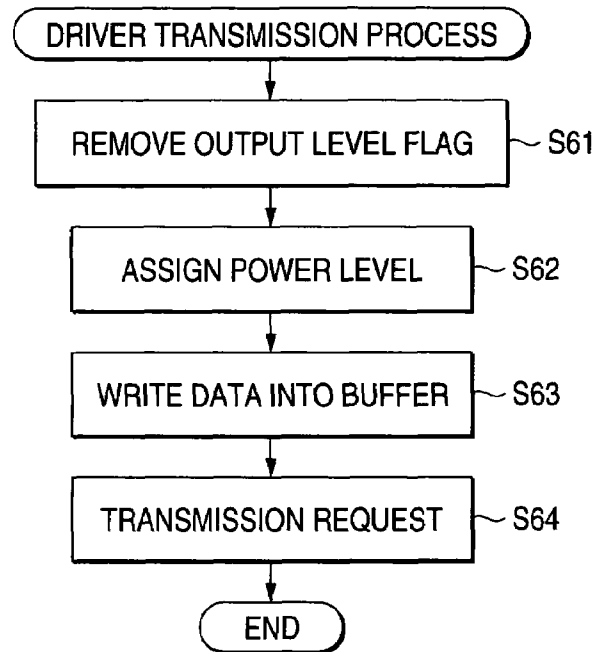 DRIVER TRANSMISSION PROCESS
REMOVE OUTPUT LEVEL FLAG
S61
ASSIGN POWER LEVEL
S62
WRITE DATA INTO BUFFER
S63
TRANSMISSION REQUEST
S64
END